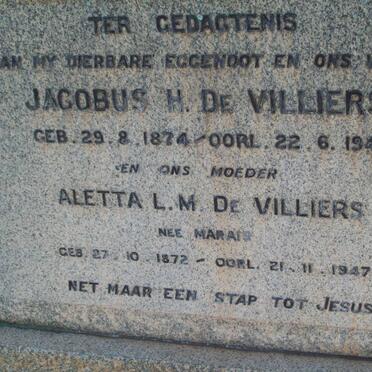 TER GEDAGTENIS
AN MY DIERBARE EGGENOOT EN ONS
JACOBUS H. DE VILLIERS
GEB. 29.8.1874 - OORL. 22.6.194
EN ONS MOEDER
ALETTA L.M. DE VILLIERS
NEE MARAIS
GEB. 27.10.1872 - OORL. 21.11.1947
NET MAAR EEN STAP TOT JESUS